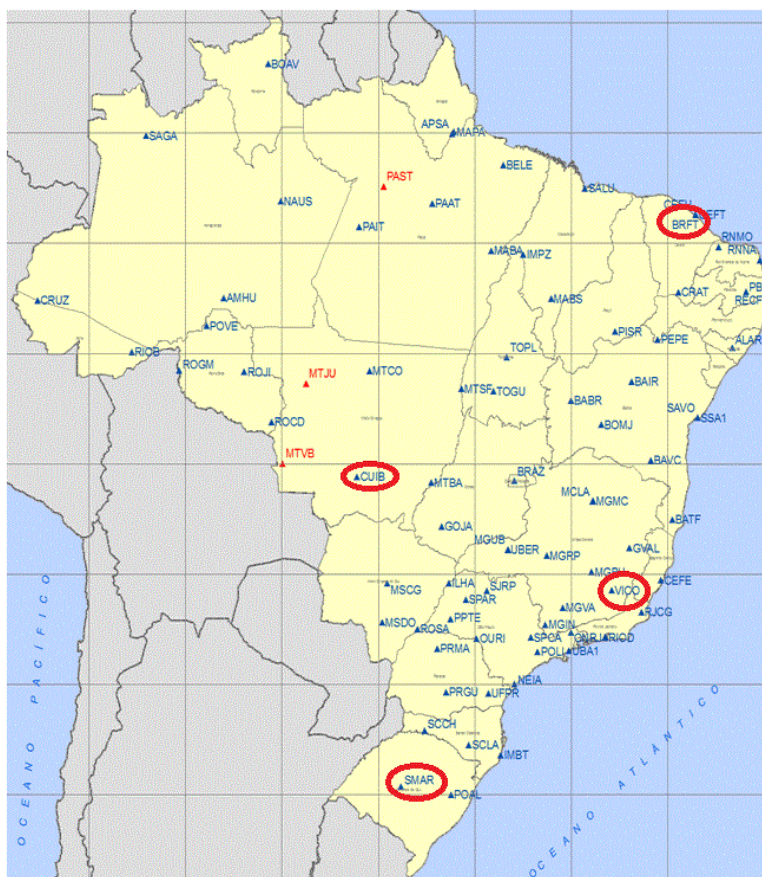 BOAV
APSA
MAPA
SAGA
BELE
PAST
SALU
NAUS
PAAT
BRFT
PAIT
RNMO
MABA
IMPZ
RNNA
CRUZ
AMHU
MABS
CRAT
PB
RECF
POVE
PISR
PEPE
ALAR
RIOB
TOPL
ROGM
ROJI
MTJU
MTCO
MTSF
TOGU
BAIR
BABR
SAVO
SSA1
ROCD
BOMJ
MTVB
BAVC
CUIB
MTBA
BRAZ
MCLA
MGMC
GOJA
BATF
MGUB
UBER
MGRP
GVAL
MSCG
ILHA
SJRP
VICO
CEFE
SPAR
MGVA
RJCG
MSDO
ROSA
PPTE
OURI
MGIN
SPCA
RIOD
PRMA
POLI
UBA1
NEIA
PRGU
UFPR
SCCH
SCLA
IMBT
SMAR
POAL
OCEANO PACÍFICO
OCEANO ATLÂNTICO